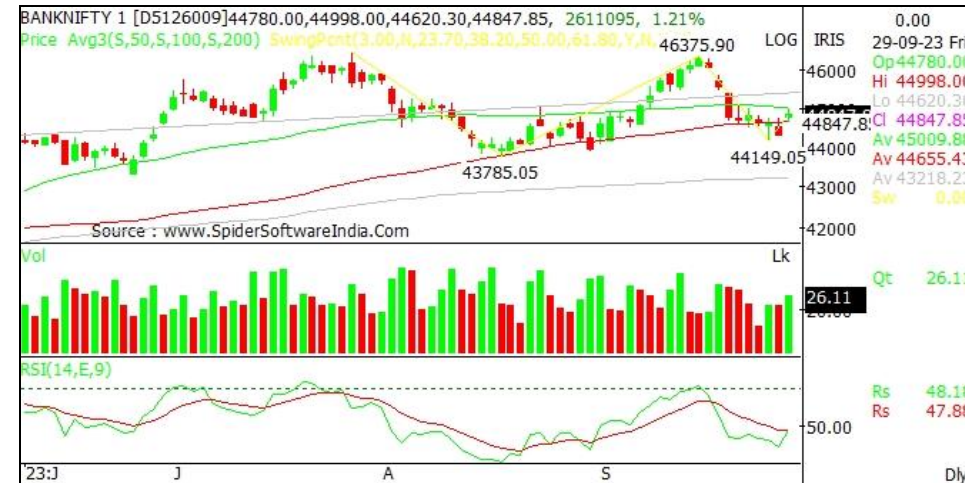 BANKNIFTY 1 [D5126009]44780.00,44998.00,44620.30,44847.85, 2611095, 1.21%
Price Avg3(S,50,S,100,S,200) SwingPcnt(3.00,N,23.70,38.20,50.00,61.80,Y,N,
LOG
IRIS
0.00
29-09-23 Fri
Op 44780.00
Hi 44998.00
Lo 44620.30
Cl 44847.85
Av 45009.88
Av 44655.43
Av 43218.23
Sw 0.00
46375.90
46000
44847.85
44000
44149.05
43785.05
43000
42000
Source : www.SpiderSoftwareIndia.Com
Vol
Lk
Qt 26.11
26.11
RSI(14,E,9)
Rs 48.18
Rs 47.88
50.00
'23:J J A S
Dly